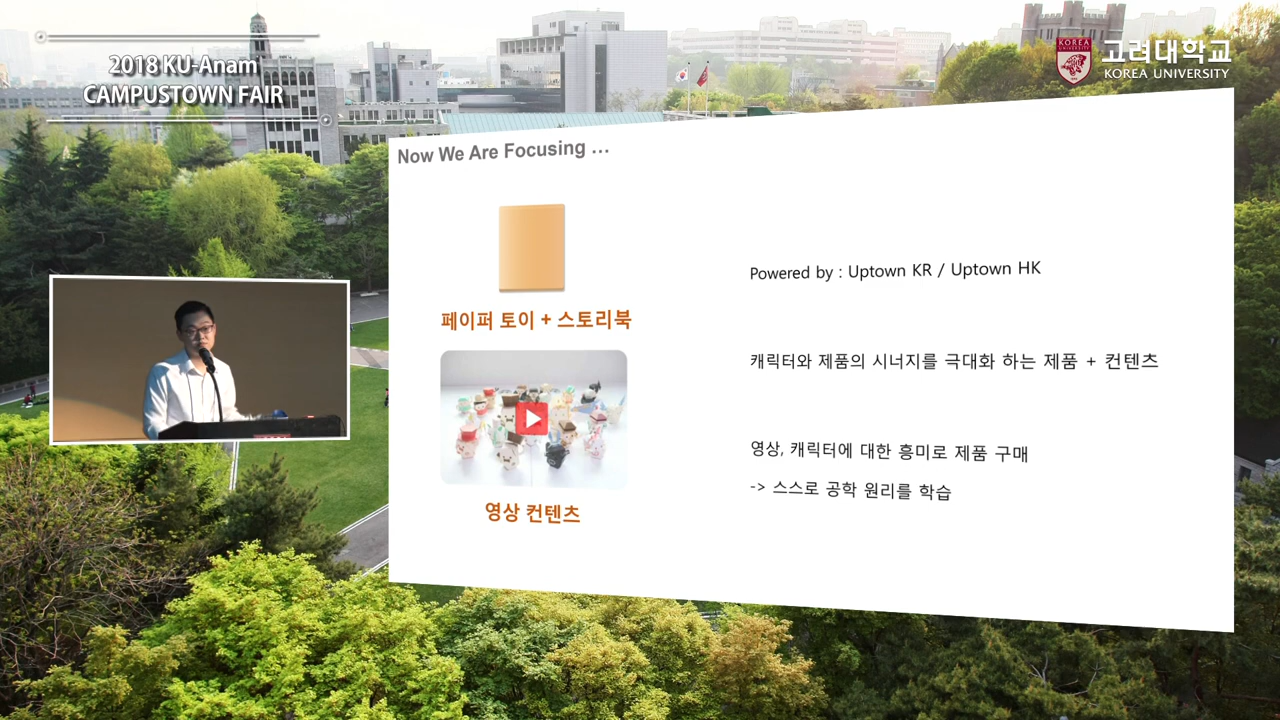 2018 KU-Anam
CAMPUSTOWN FAIR
KOREA
UNIVERSITY
고려대학교
KOREA UNIVERSITY
Now We Are Focusing ...
페이퍼 토이 + 스토리북
영상 컨텐츠
Powered by : Uptown KR / Uptown HK
캐릭터와 제품의 시너지를 극대화 하는 제품 + 컨텐츠
영상, 캐릭터에 대한 흥미로 제품 구매
-> 스스로 공학 원리를 학습